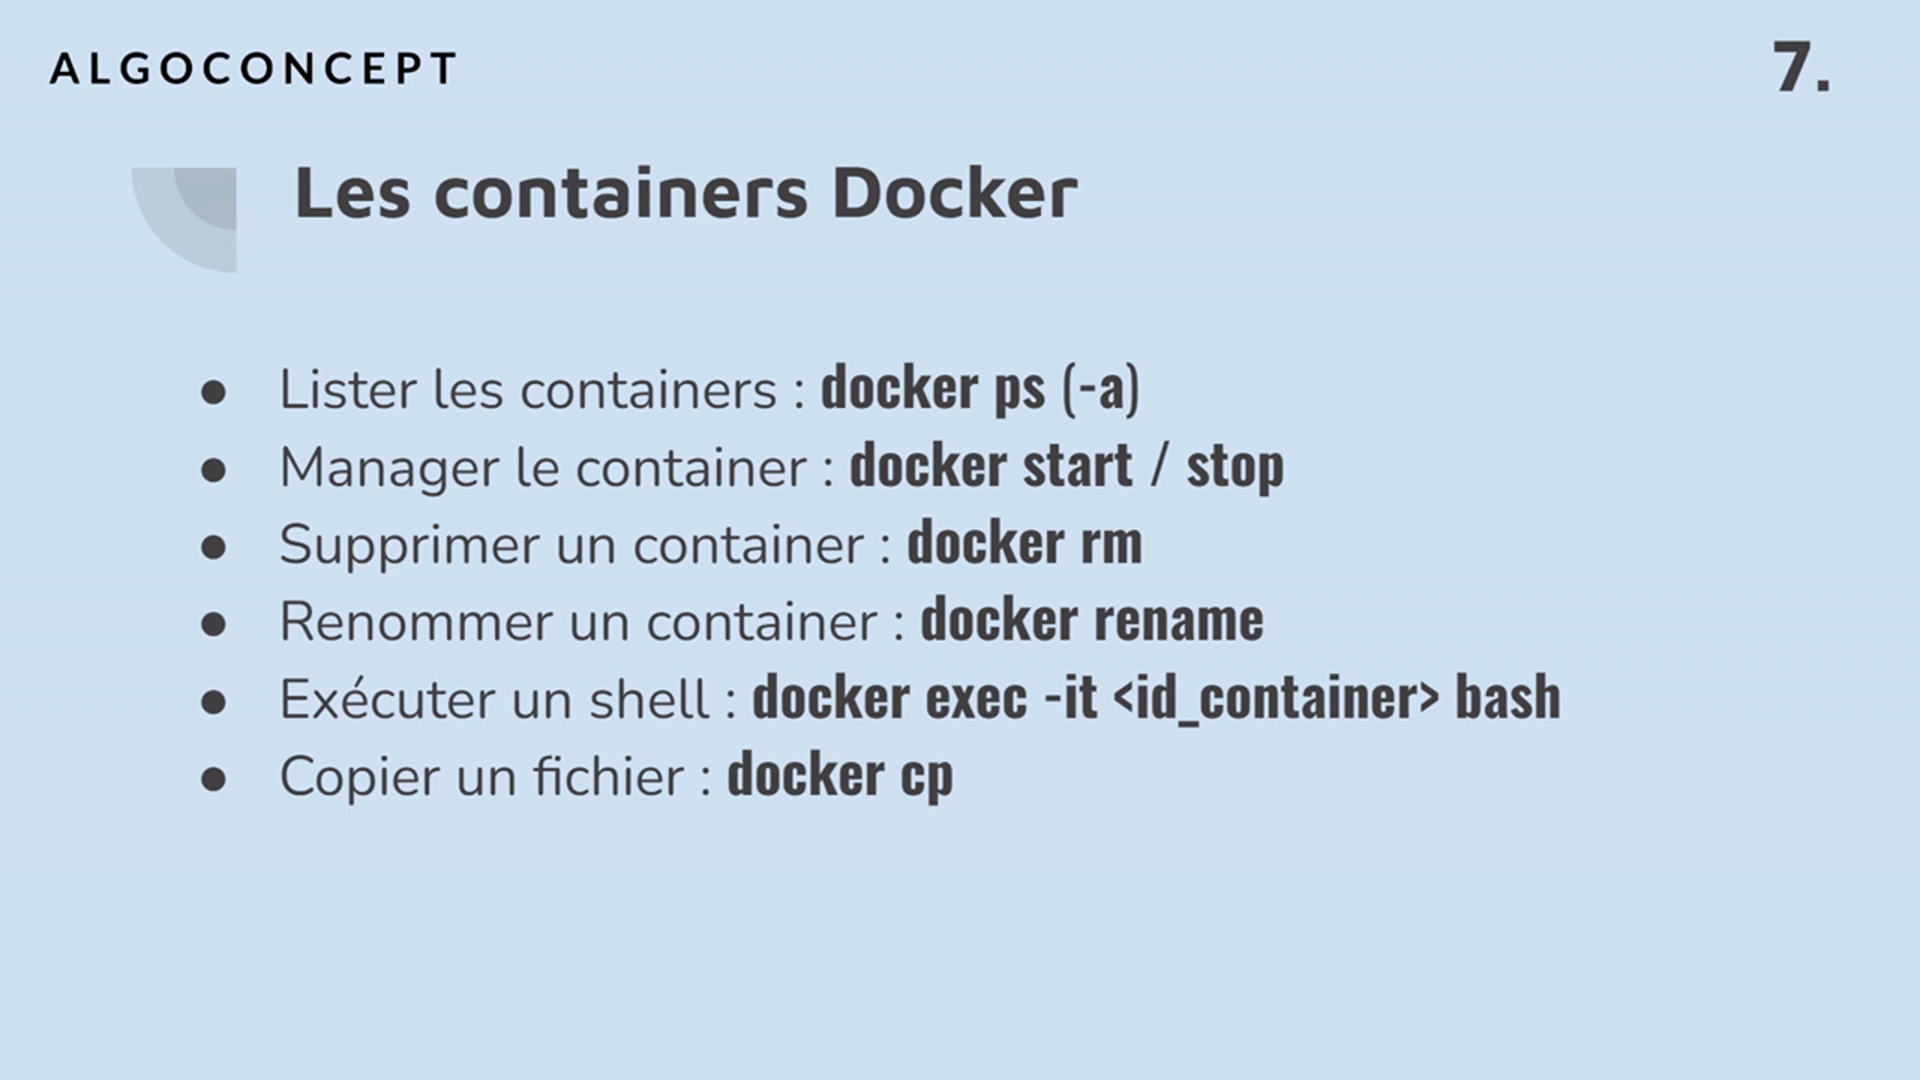 ALGOCONCEPT
7.
Les containers Docker
● Lister les containers : docker ps (-a)
● Manager le container : docker start / stop
● Supprimer un container : docker rm
● Renommer un container : docker rename
● Exécuter un shell : docker exec -it <id_container> bash
● Copier un fichier : docker cp